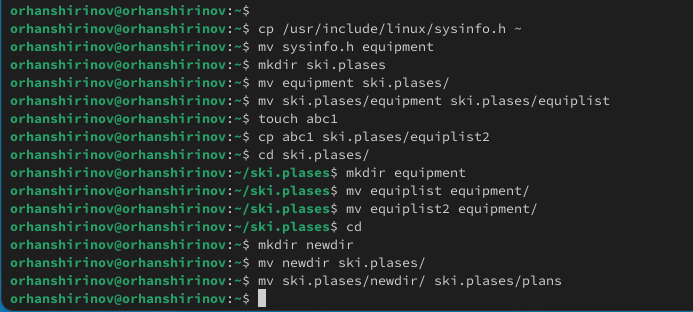 orhanshirinov@orhanshirinov:~$
orhanshirinov@orhanshirinov:~$ cp /usr/include/linux/sysinfo.h ~
orhanshirinov@orhanshirinov:~$ mv sysinfo.h equipment
orhanshirinov@orhanshirinov:~$ mkdir ski.plases
orhanshirinov@orhanshirinov:~$ mv equipment ski.plases/
orhanshirinov@orhanshirinov:~$ mv ski.plases/equipment ski.plases/equiplist
orhanshirinov@orhanshirinov:~$ touch abc1
orhanshirinov@orhanshirinov:~$ cp abc1 ski.plases/equiplist2
orhanshirinov@orhanshirinov:~$ cd ski.plases/
orhanshirinov@orhanshirinov:~/ski.plases$ mkdir equipment
orhanshirinov@orhanshirinov:~/ski.plases$ mv equiplist equipment/
orhanshirinov@orhanshirinov:~/ski.plases$ mv equiplist2 equipment/
orhanshirinov@orhanshirinov:~/ski.plases$ cd
orhanshirinov@orhanshirinov:~$ mkdir newdir
orhanshirinov@orhanshirinov:~$ mv newdir ski.plases/
orhanshirinov@orhanshirinov:~$ mv ski.plases/newdir/ ski.plases/plans
orhanshirinov@orhanshirinov:~$